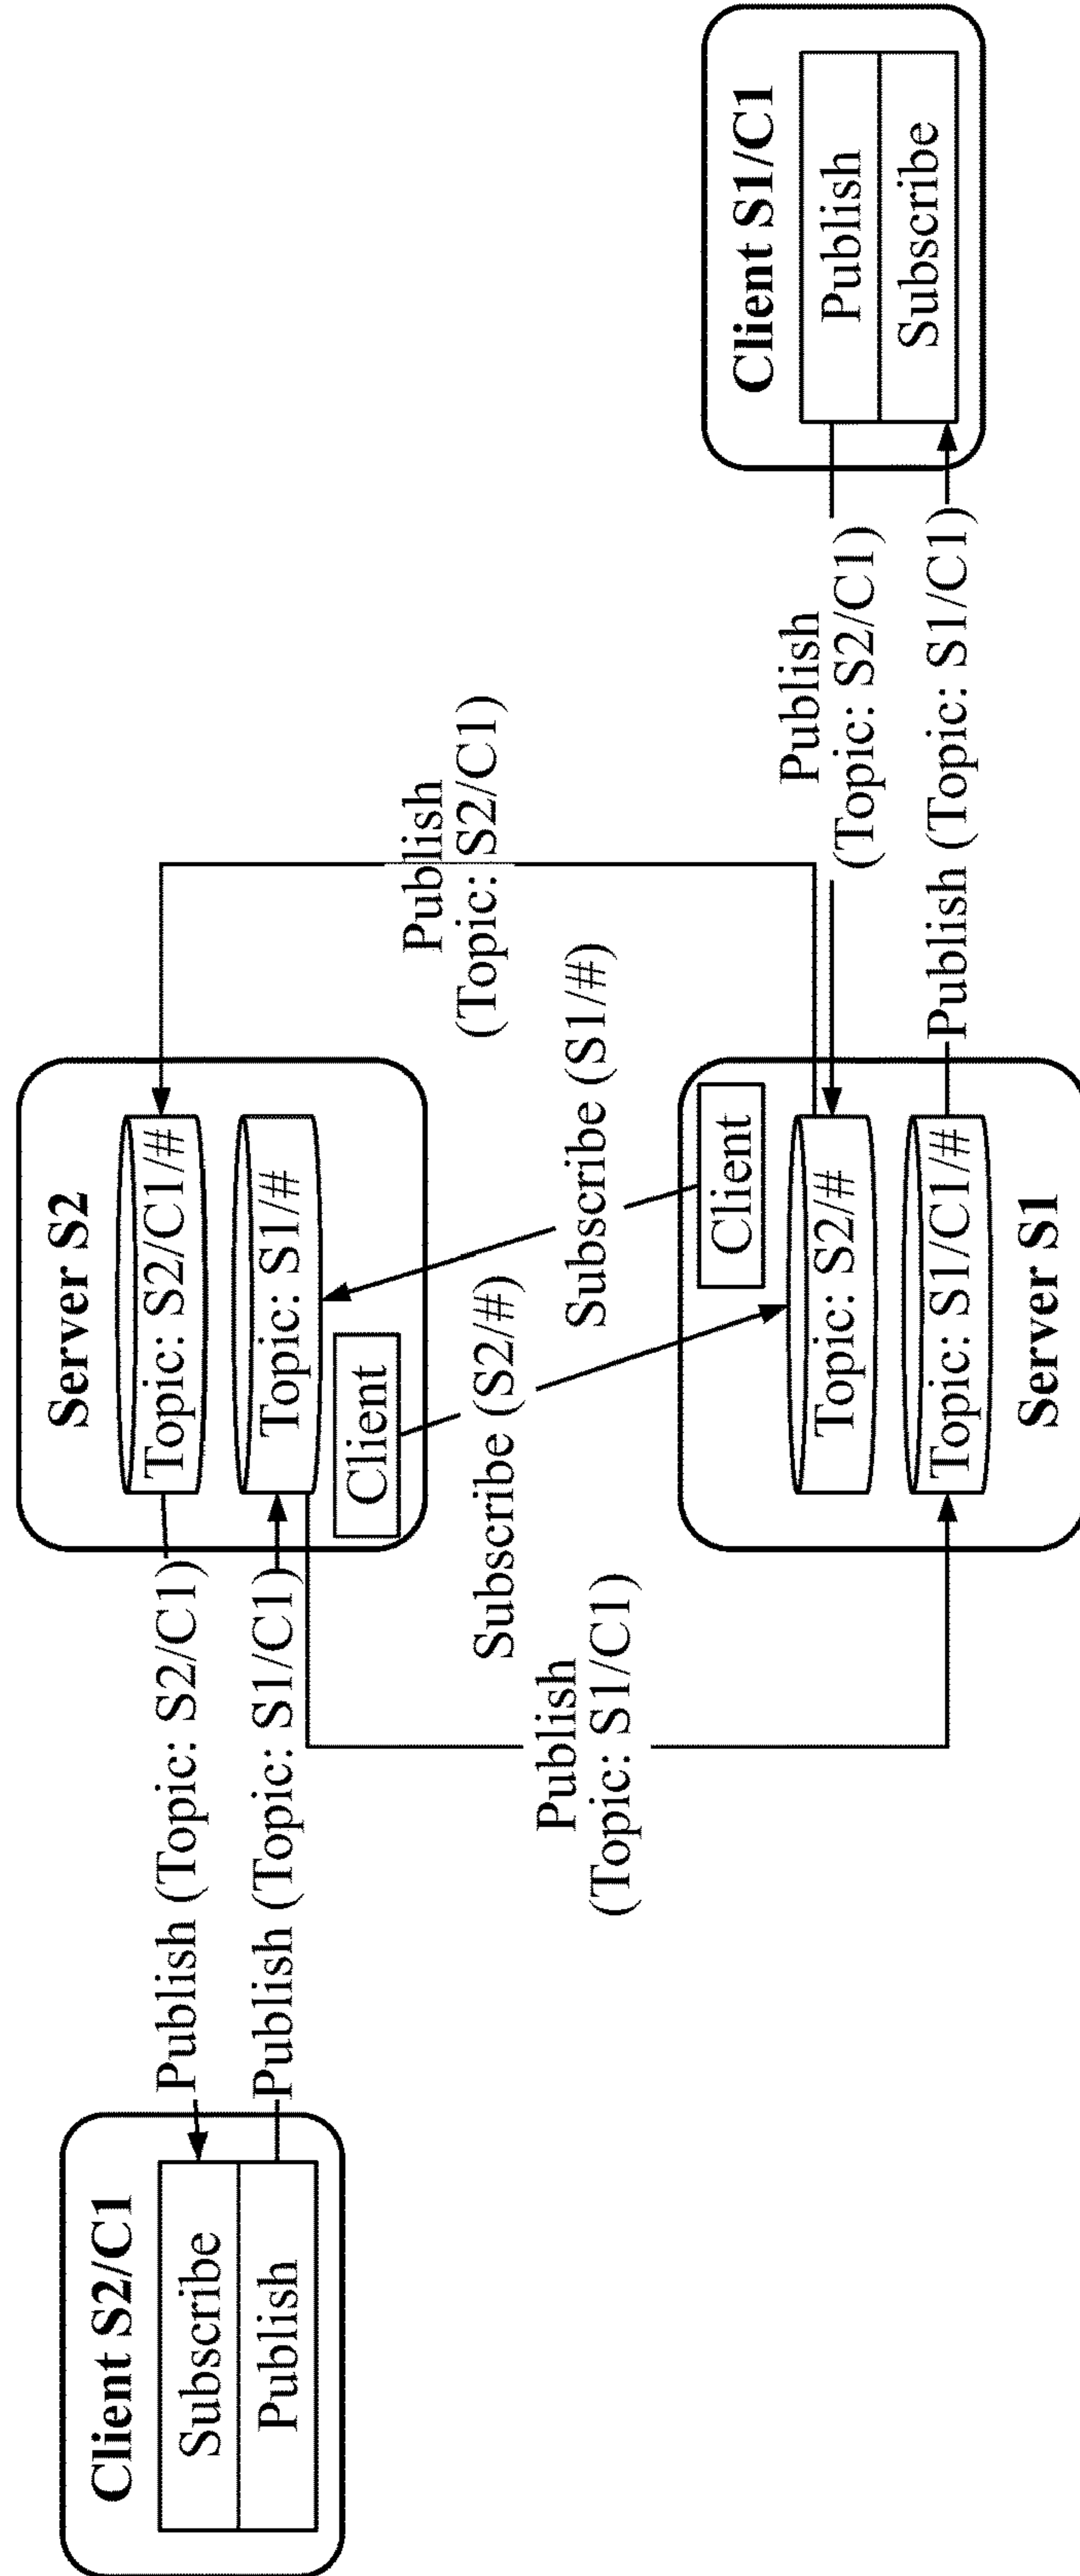 Client S2/C1
Subscribe
Publish
Publish (Topic: S2/C1)
Publish (Topic: S1/C1)
Server S2
Topic: S2/C1/#
Topic: S1/#
Client
Publish
(Topic: S2/C1)
Subscribe (S2/#)
Subscribe (S1/#)
Publish
(Topic: S1/C1)
Client
Topic: S2/#
Topic: S1/C1/#
Server S1
Publish
(Topic: S2/C1)
Publish (Topic: S1/C1)
Client S1/C1
Publish
Subscribe